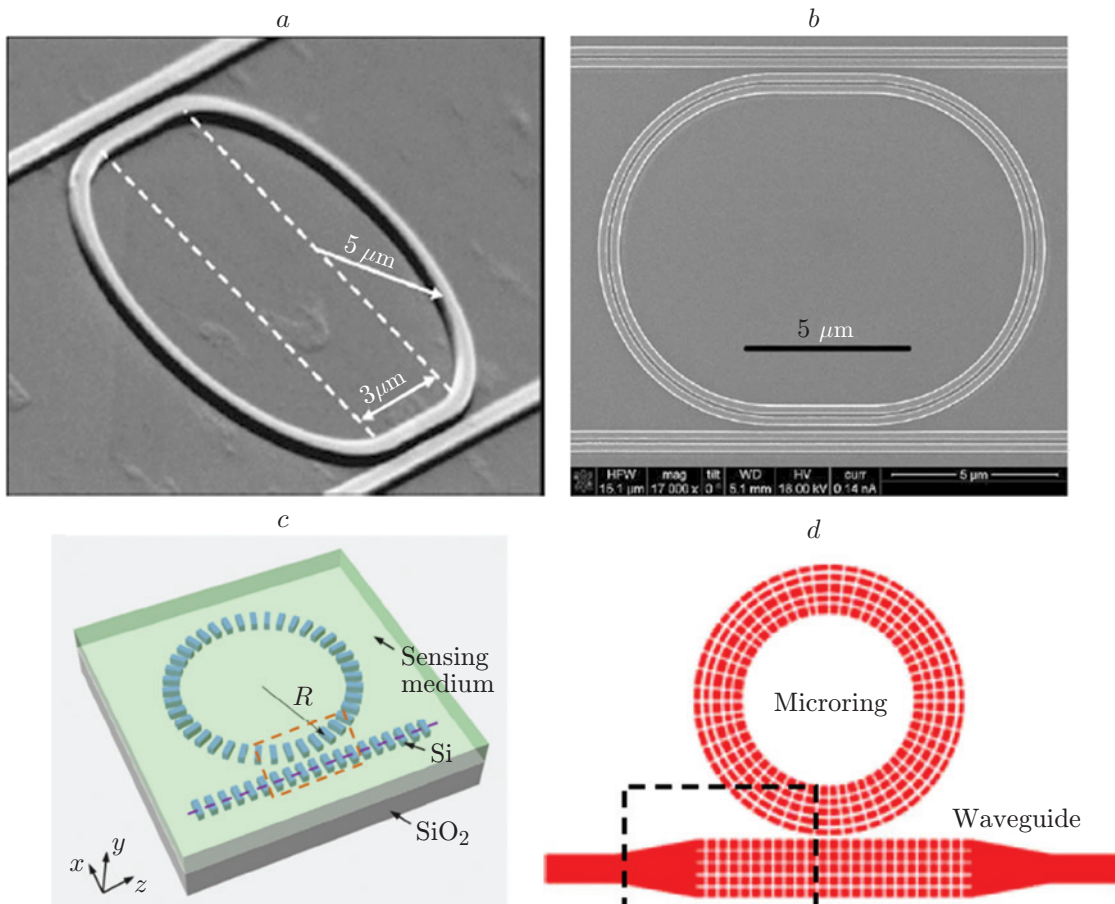 a
b
5 μm
3μm
5 μm
HFW mag tilt WD HV curr
15.1 μm 17 000 x 0 ° 5.1 mm 18.00 kV 0.14 nA
5 μm
c
d
Sensing
medium
R
Si
SiO₂
x
y
z
Microring
Waveguide